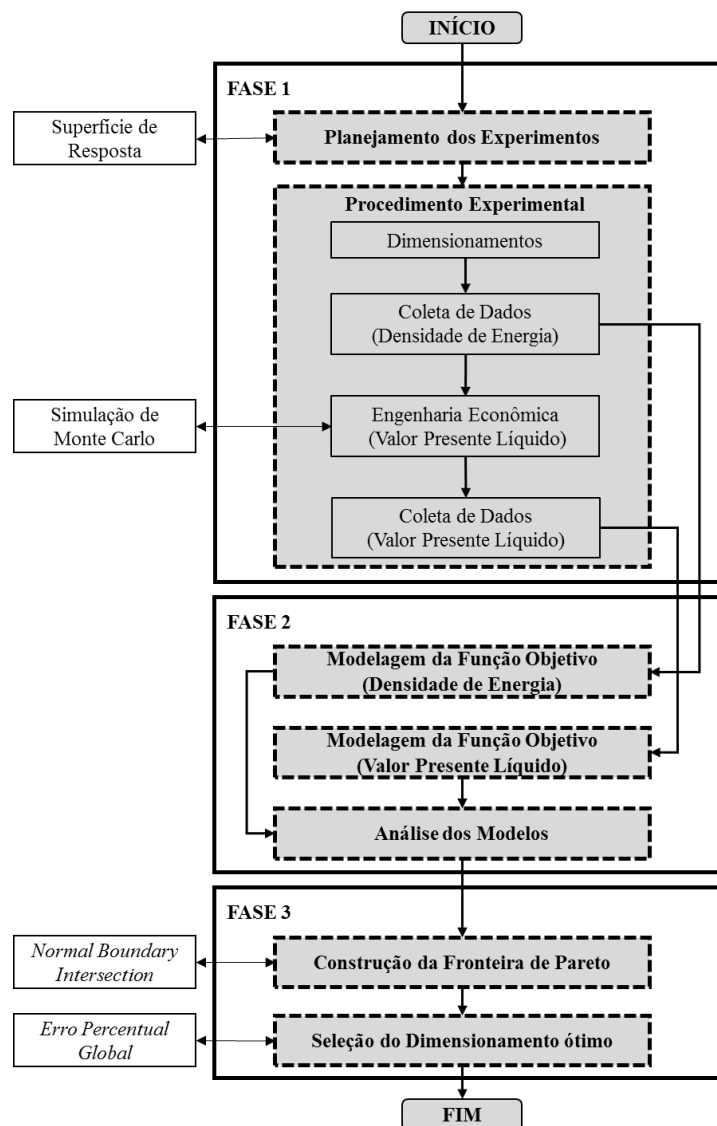 INÍCIO
FASE 1
Superfície de
Resposta
Planejamento dos Experimentos
Procedimento Experimental
Dimensionamentos
Coleta de Dados
(Densidade de Energia)
Simulação de
Monte Carlo
Engenharia Econômica
(Valor Presente Líquido)
Coleta de Dados
(Valor Presente Líquido)
FASE 2
Modelagem da Função Objetivo
(Densidade de Energia)
Modelagem da Função Objetivo
(Valor Presente Líquido)
Análise dos Modelos
FASE 3
Normal Boundary
Intersection
Construção da Fronteira de Pareto
Erro Percentual
Global
Seleção do Dimensionamento ótimo
FIM